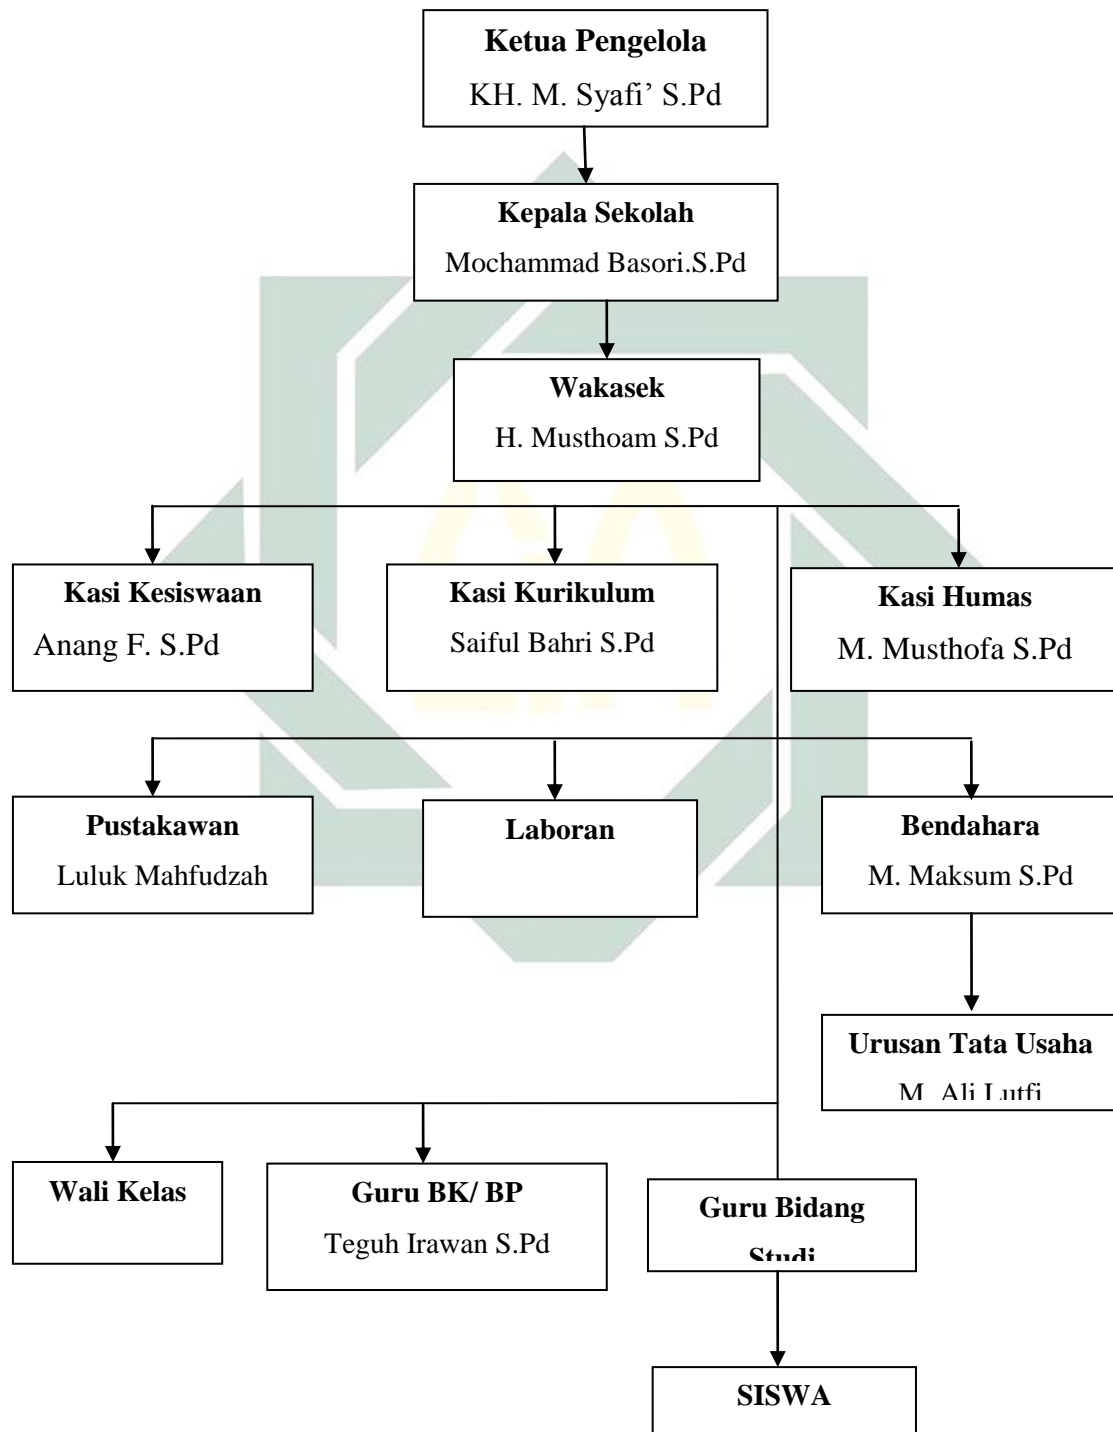 Ketua Pengelola
KH. M. Syafi’ S.Pd
Kepala Sekolah
Mochammad Basori.S.Pd
Wakasek
H. Musthoam S.Pd
Kasi Kesiswaan
Anang F. S.Pd
Kasi Kurikulum
Saiful Bahri S.Pd
Kasi Humas
M. Musthofa S.Pd
Pustakawan
Luluk Mahfudzah
Laboran
Bendahara
M. Maksum S.Pd
Urusan Tata Usaha
M. Ali Lutfi
Wali Kelas
Guru BK/ BP
Teguh Irawan S.Pd
Guru Bidang
Studi
SISWA